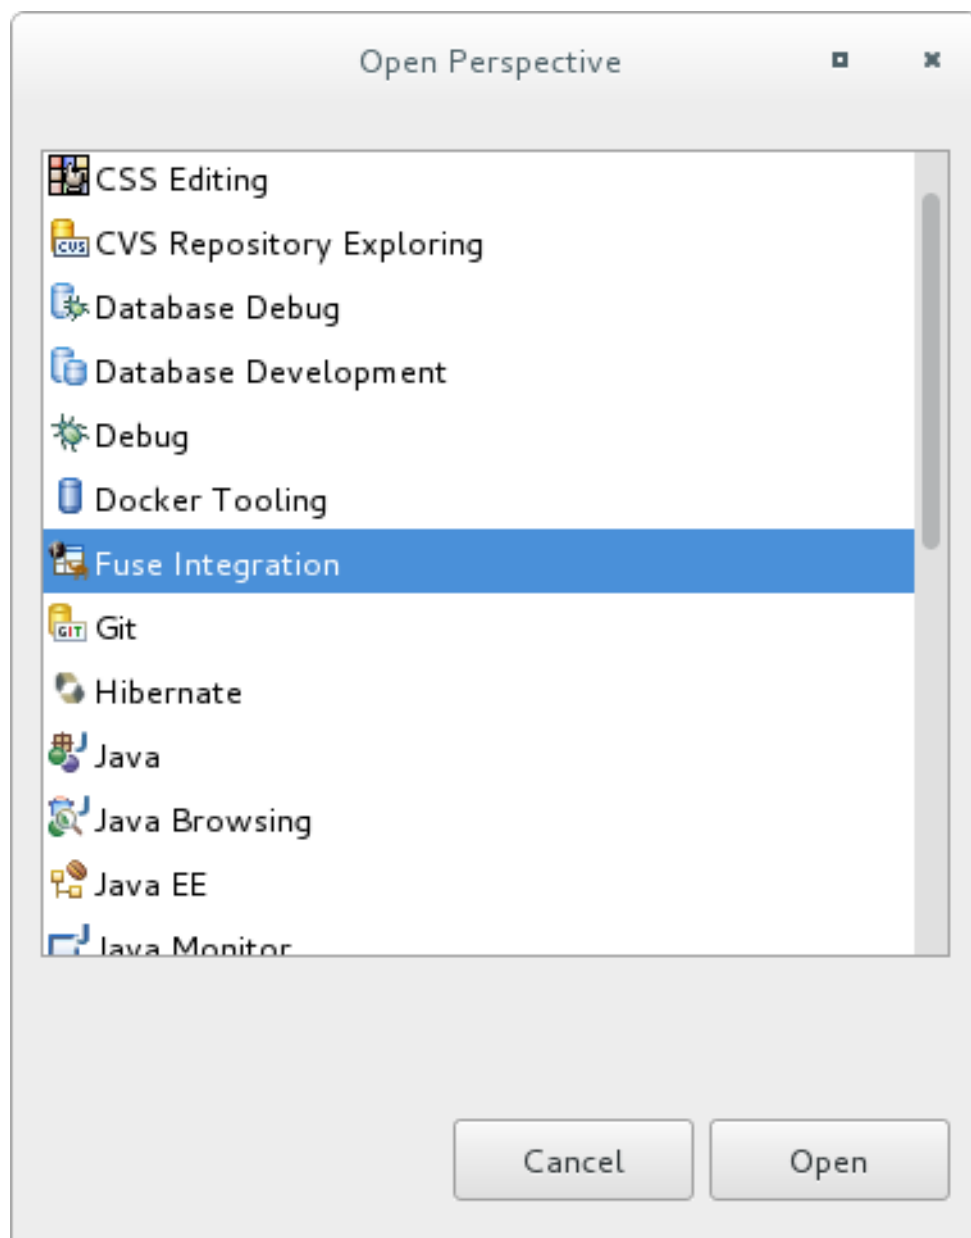 Open Perspective
CSS Editing
CVS Repository Exploring
Database Debug
Database Development
Debug
Docker Tooling
Fuse Integration
Git
Hibernate
Java
Java Browsing
Java EE
Java Monitor
Cancel Open